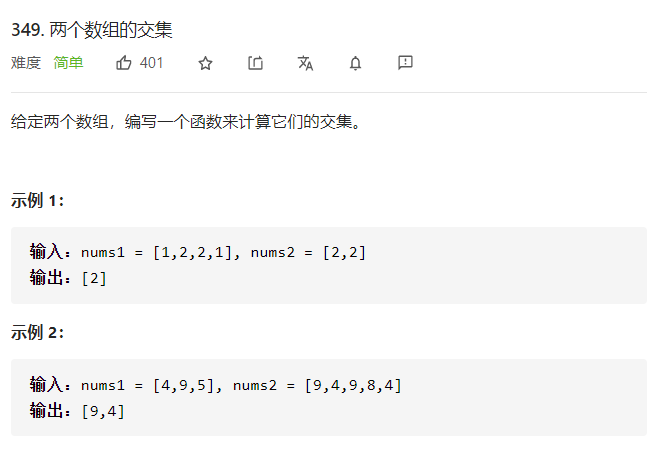 349. 两个数组的交集
难度 简单 401
给定两个数组，编写一个函数来计算它们的交集。
示例 1：
输入：nums1 = [1,2,2,1], nums2 = [2,2]
输出：[2]
示例 2：
输入：nums1 = [4,9,5], nums2 = [9,4,9,8,4]
输出：[9,4]